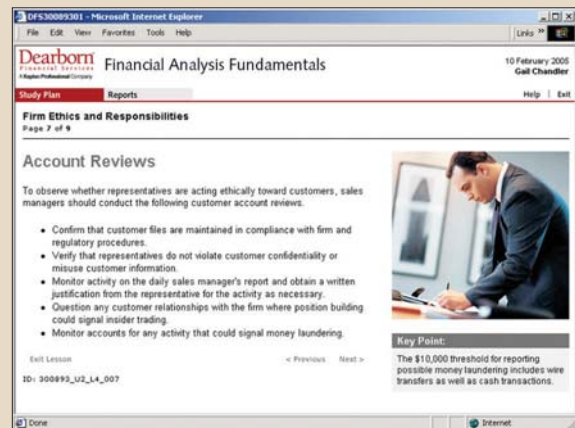 DFS30089301 - Microsoft Internet Explorer
File Edit View Favorites Tools Help
Links »
Dearborn
Financial Services
A Kaplan Professional Company
Financial Analysis Fundamentals
10 February 2005
Gail Chandler
Study Plan Reports
Help | Exit
Firm Ethics and Responsibilities
Page 7 of 9
Account Reviews
To observe whether representatives are acting ethically toward customers, sales
managers should conduct the following customer account reviews.
• Confirm that customer files are maintained in compliance with firm and
regulatory procedures.
• Verify that representatives do not violate customer confidentiality or
misuse customer information.
• Monitor activity on the daily sales manager's report and obtain a written
justification from the representative for the activity as necessary.
• Question any customer relationships with the firm where position building
could signal insider trading.
• Monitor accounts for any activity that could signal money laundering.
Key Point:
The $10,000 threshold for reporting
possible money laundering includes wire
transfers as well as cash transactions.
Exit Lesson
< Previous Next >
ID: 300893_U2_L4_007
Done
Internet